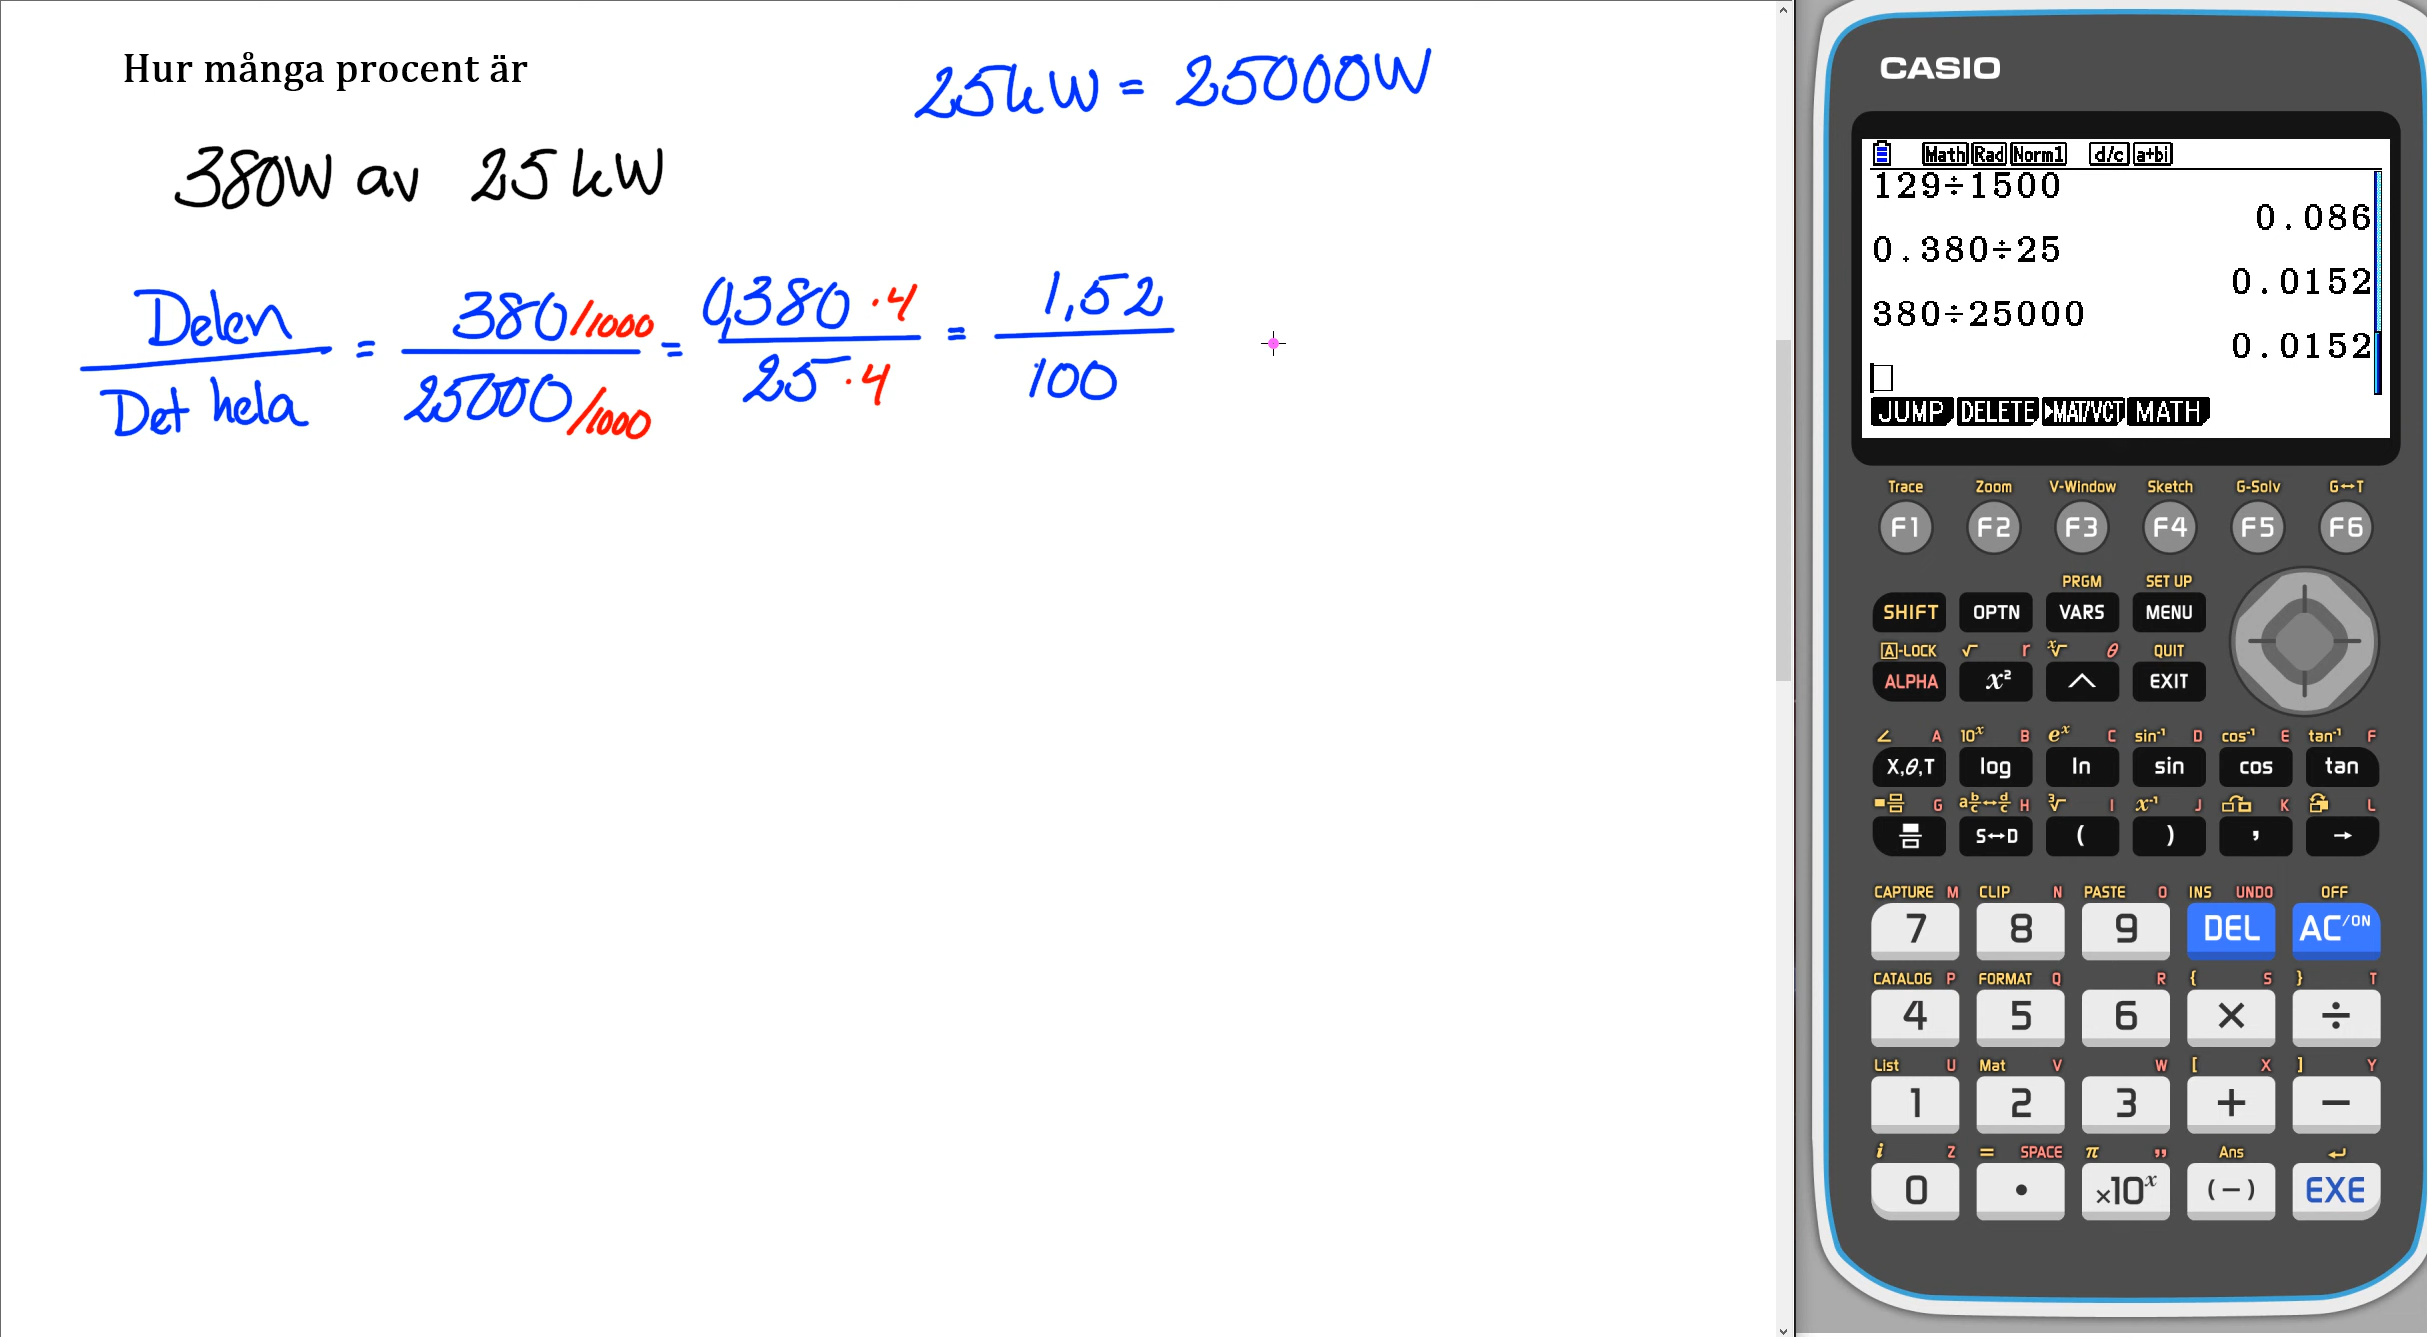 Hur många procent är
25kW = 25000W
380W av 25kW
Delen / Det hela = 380/1000 / 25000/1000 = 0,380 · 4 / 25 · 4 = 1,52 / 100
CASIO
Math Rad Norm1 d/c a+bi
129÷1500
0.086
0.380÷25
0.0152
380÷25000
0.0152
JUMP DELETE ▶MAT/VCT MATH
Trace Zoom V-Window Sketch G-Solv G↔T
F1 F2 F3 F4 F5 F6
PRGM SET UP
SHIFT OPTN VARS MENU
A-LOCK √ r ˣ√ θ QUIT
ALPHA x² ^ EXIT
∠ A 10ˣ B eˣ C sin⁻¹ D cos⁻¹ E tan⁻¹ F
X,θ,T log ln sin cos tan
G a b/c↔d/c H ³√ I x⁻¹ J K L
S↔D ( ) , →
CAPTURE M CLIP N PASTE O INS UNDO OFF
7 8 9 DEL AC/ON
CATALOG P FORMAT Q R { S } T
4 5 6 × ÷
List U Mat V W [ X ] Y
1 2 3 + −
i Z = SPACE π " Ans ↵
0 • ×10ˣ (−) EXE